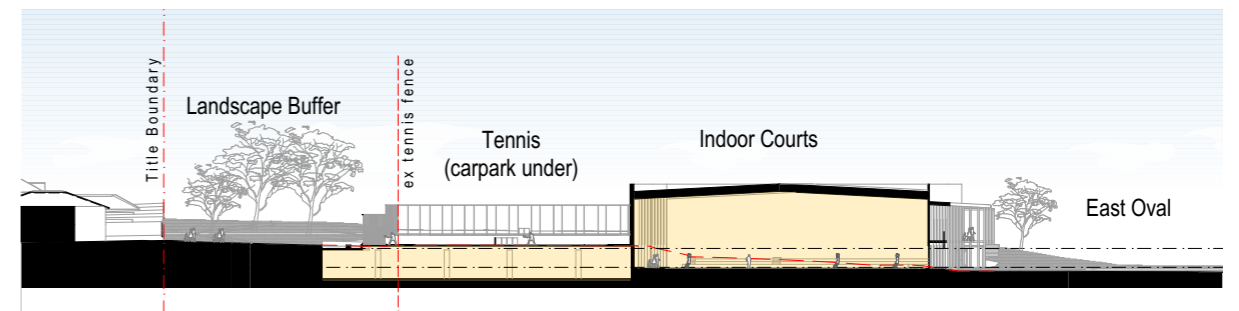 Title Boundary
Landscape Buffer
ex tennis fence
Tennis
(carpark under)
Indoor Courts
East Oval